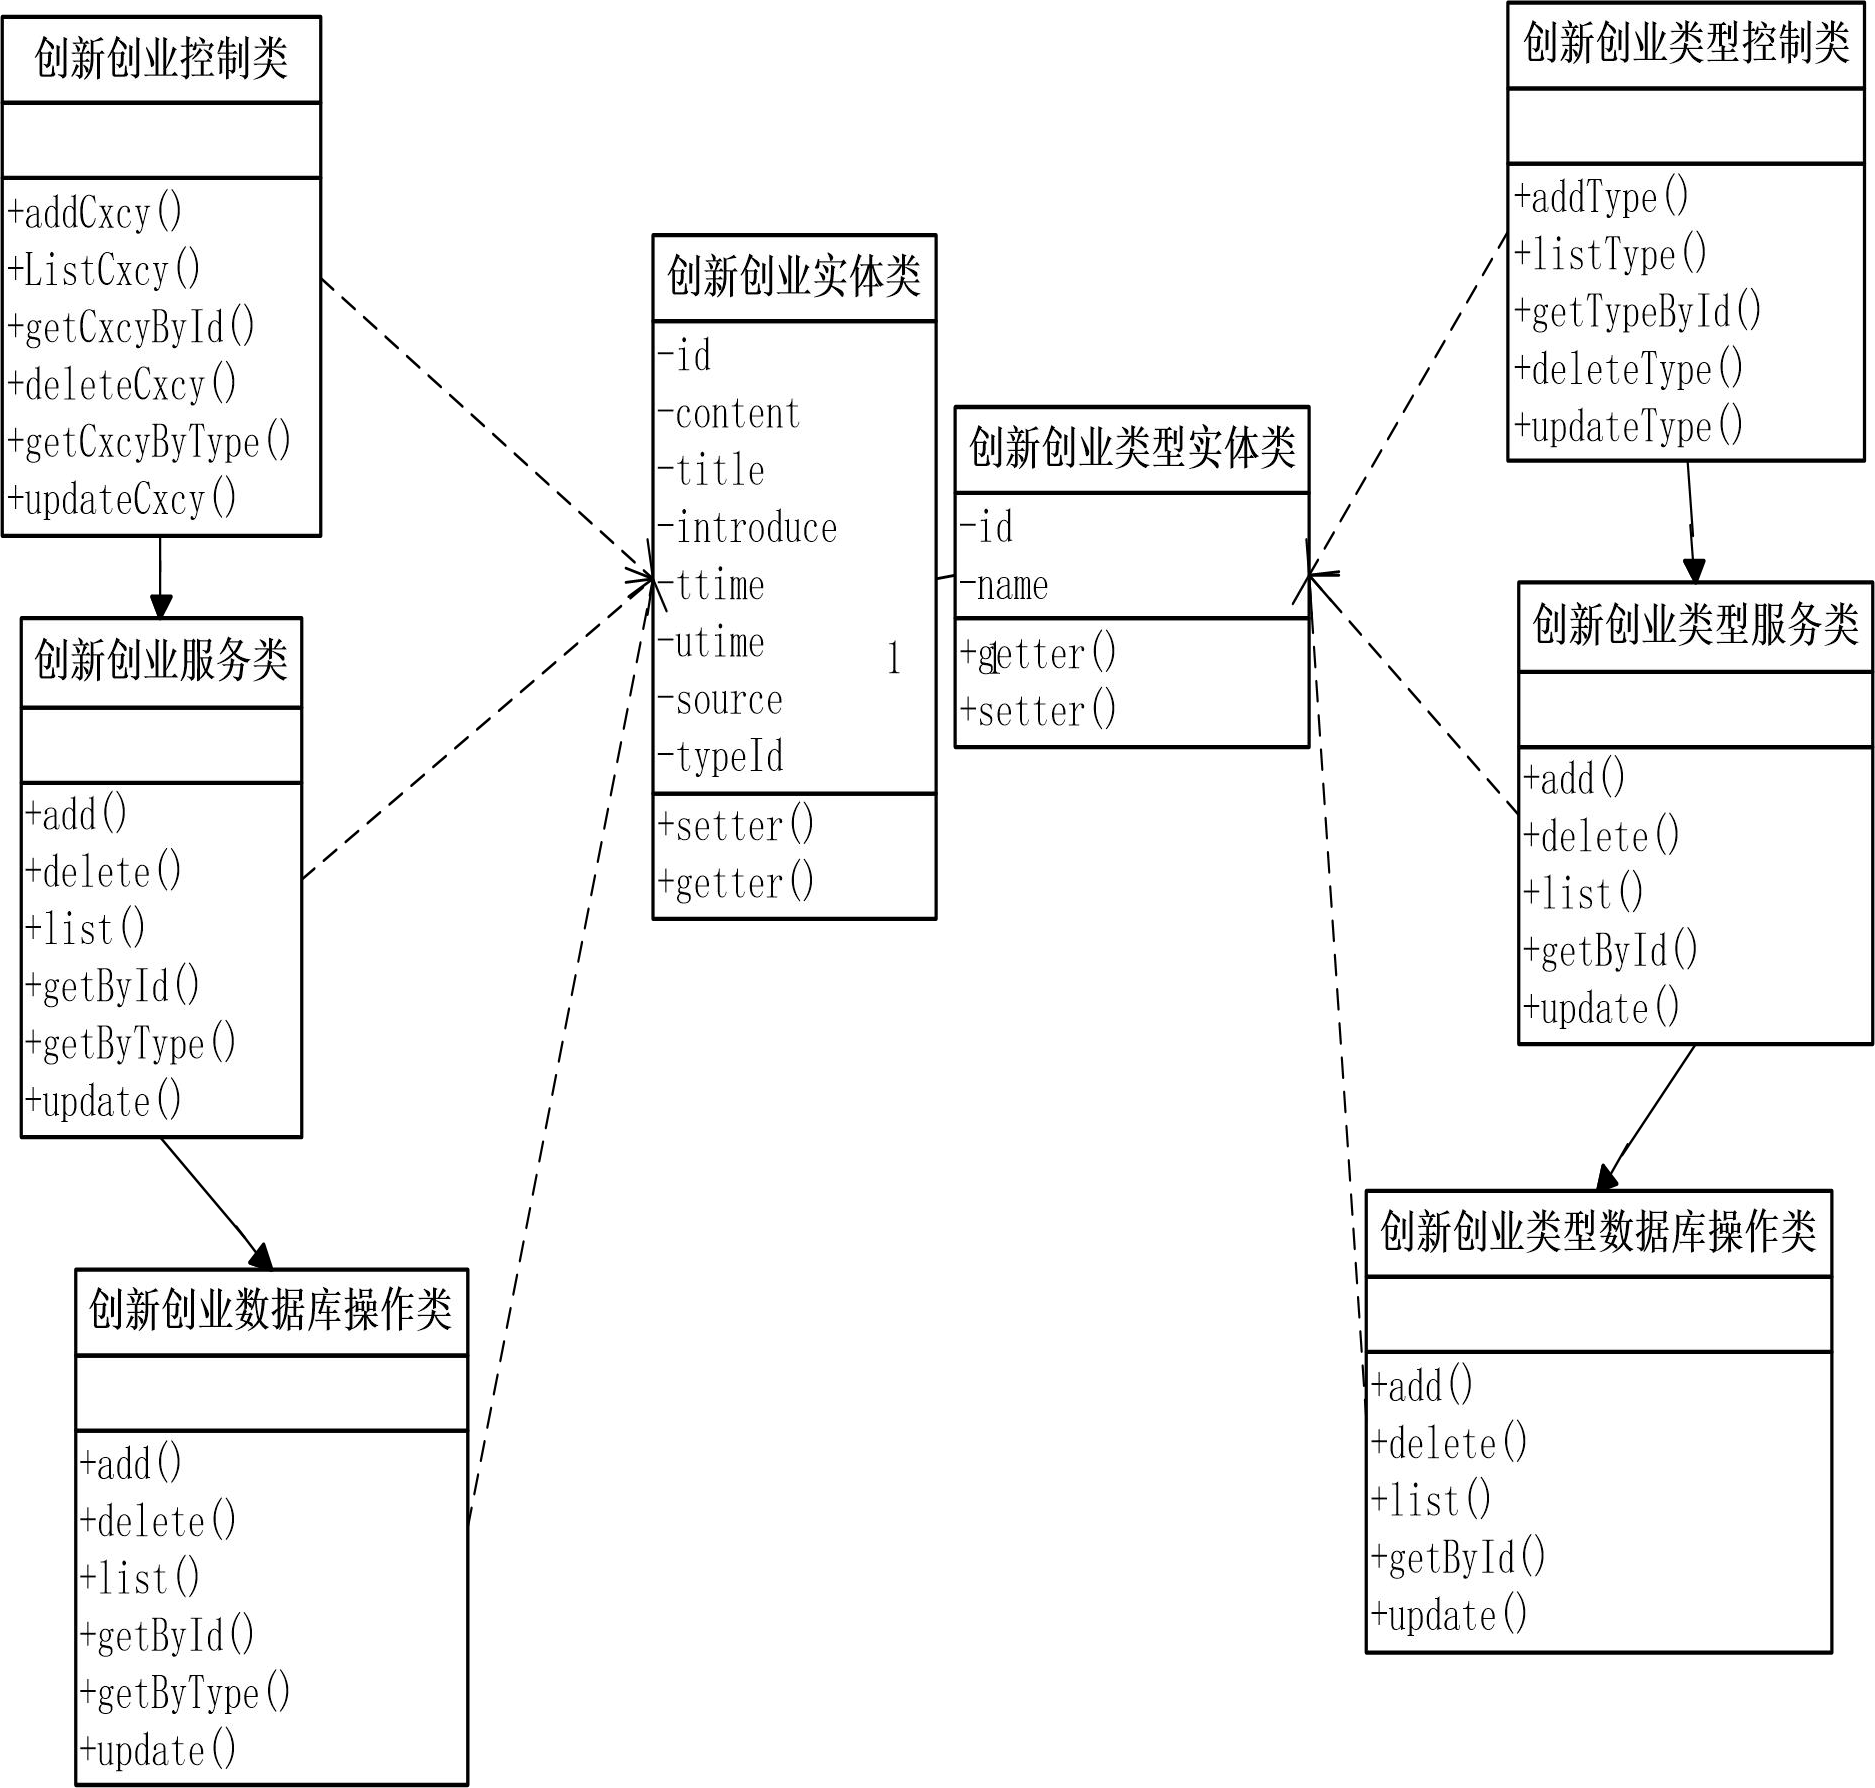 创新创业控制类
+addCxcy()
+ListCxcy()
+getCxcyById()
+deleteCxcy()
+getCxcyByType()
+updateCxcy()
创新创业服务类
+add()
+delete()
+list()
+getById()
+getByType()
+update()
创新创业数据库操作类
+add()
+delete()
+list()
+getById()
+getByType()
+update()
创新创业实体类
-id
-content
-title
-introduce
-ttime
-utime
-source
-typeId
+setter()
+getter()
1
1
创新创业类型实体类
-id
-name
+getter()
+setter()
创新创业类型控制类
+addType()
+listType()
+getTypeById()
+deleteType()
+updateType()
创新创业类型服务类
+add()
+delete()
+list()
+getById()
+update()
创新创业类型数据库操作类
+add()
+delete()
+list()
+getById()
+update()